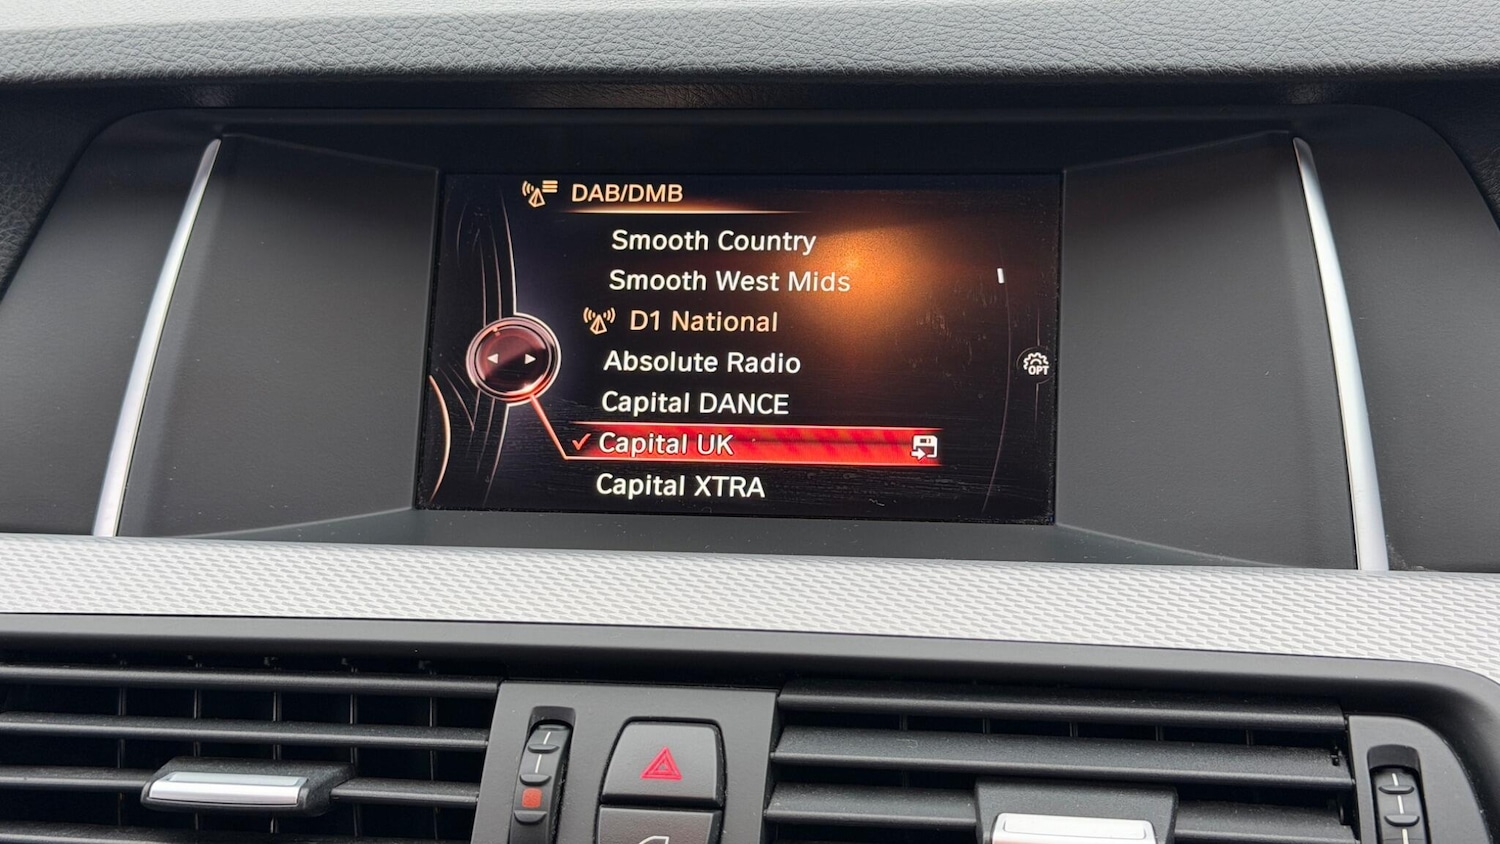 DAB/DMB
Smooth Country
Smooth West Mids
D1 National
Absolute Radio
Capital DANCE
Capital UK
Capital XTRA
OPT